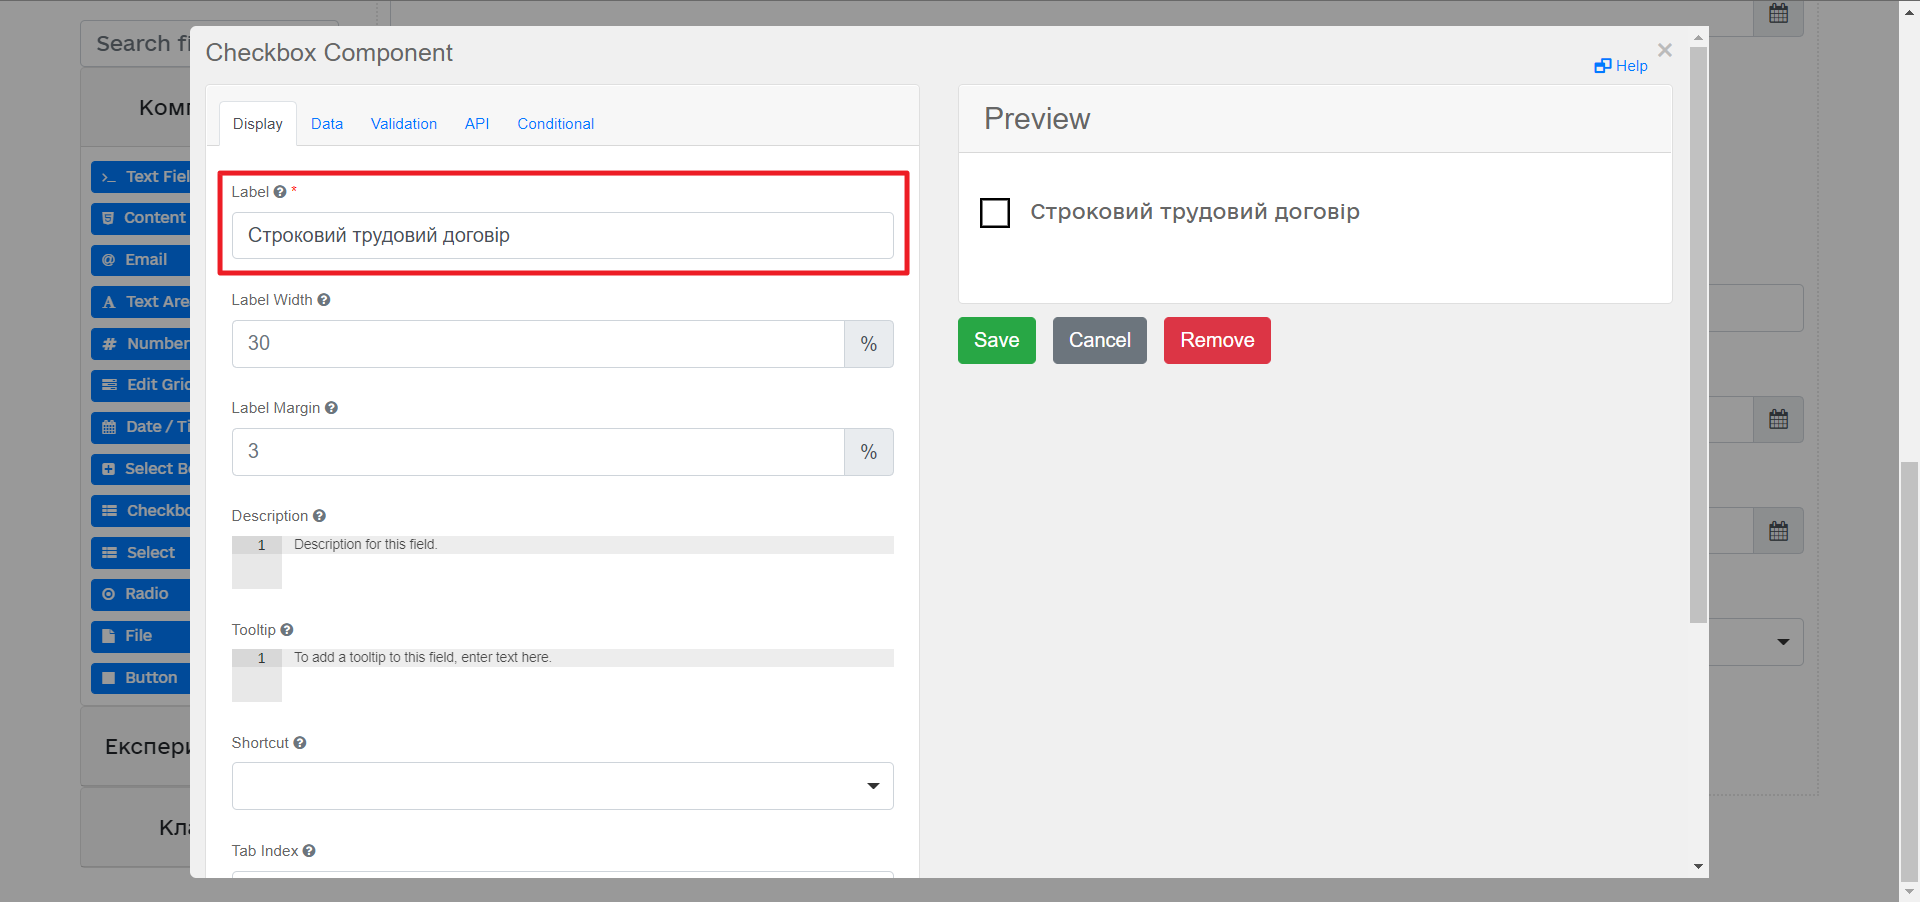 Search fi
Checkbox Component
Help
×
Комп
Display Data Validation API Conditional
Preview
Text Fiel
Content
Email
Text Are
Number
Edit Grid
Date / Ti
Select Bo
Checkbo
Select
Radio
File
Button
Експери
Кла
Label *
Строковий трудовий договір
Label Width
30 %
Label Margin
3 %
Description
1 Description for this field.
Tooltip
1 To add a tooltip to this field, enter text here.
Shortcut
Tab Index
Строковий трудовий договір
Save Cancel Remove